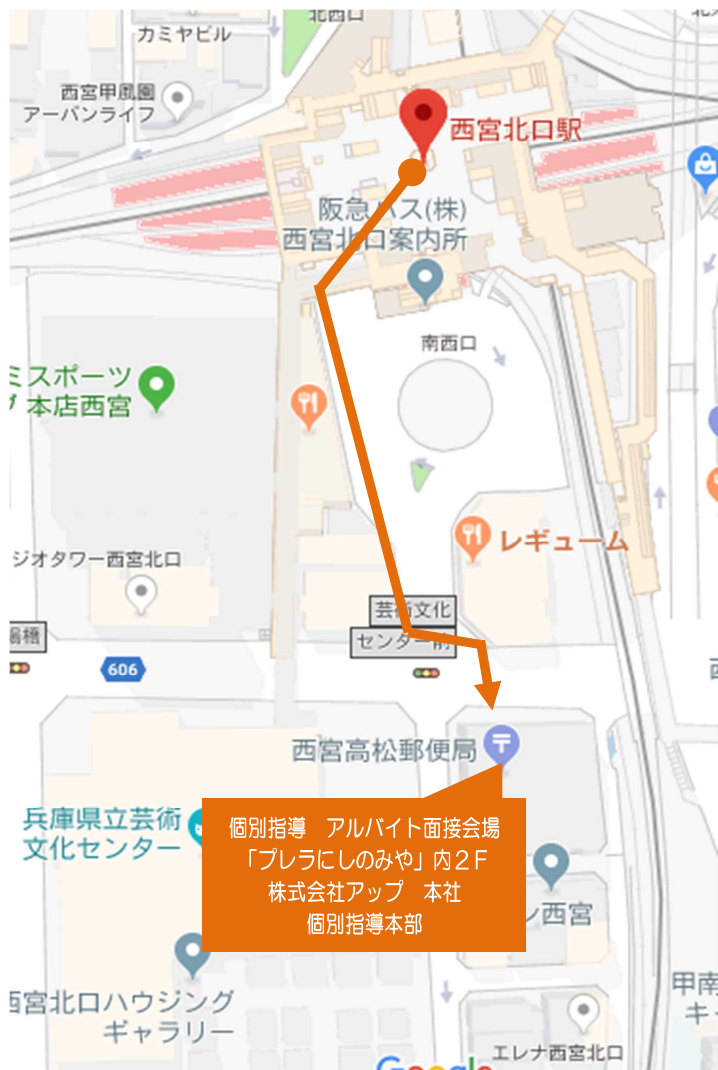 北西口
カミヤビル
西宮甲風園
アーバンライフ
西宮北口駅
阪急バス(株)
西宮北口案内所
南西口
ミスポーツ
本店西宮
レギューム
ジオタワー西宮北口
芸術文化
センター前
606
西宮高松郵便局
〒
兵庫県立芸術
文化センター
個別指導 アルバイト面接会場
「プレラにしのみや」内2F
株式会社アップ 本社
個別指導本部
ン西宮
西宮北口ハウジング
ギャラリー
甲南
キ
エレナ西宮北口
Google